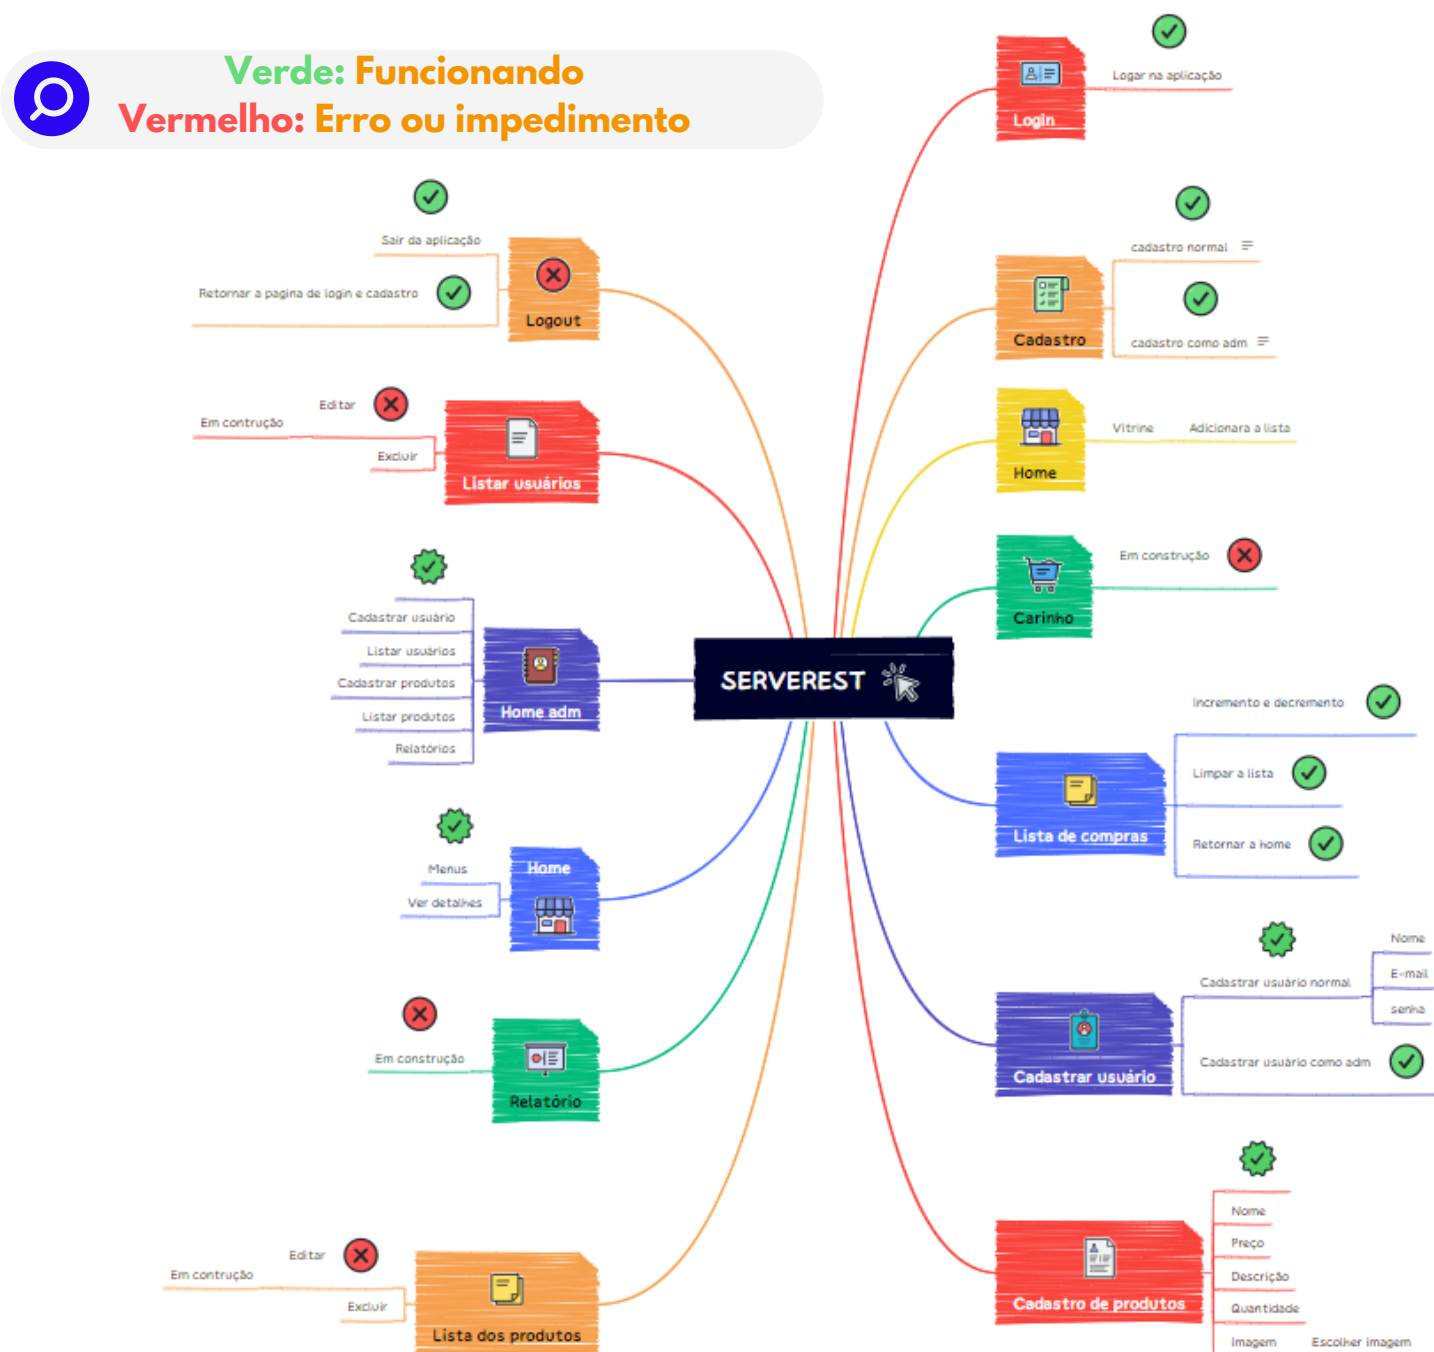 Verde: Funcionando
Vermelho: Erro ou impedimento
Login
Logar na aplicação
Cadastro
cadastro normal
cadastro como adm
Home
Vitrine
Adicionara a lista
Carinho
Em construção
SERVEREST
Lista de compras
Incremento e decremento
Limpar a lista
Retornar a home
Cadastrar usuário
Cadastrar usuário normal
Nome
E-mail
senha
Cadastrar usuário como adm
Cadastro de produtos
Nome
Preço
Descrição
Quantidade
Imagem
Escolher imagem
Logout
Sair da aplicação
Retornar a pagina de login e cadastro
Listar usuários
Editar
Em contrução
Excluir
Home adm
Cadastrar usuário
Listar usuários
Cadastrar produtos
Listar produtos
Relatórios
Home
Menus
Ver detalhes
Relatório
Em construção
Lista dos produtos
Editar
Em contrução
Excluir